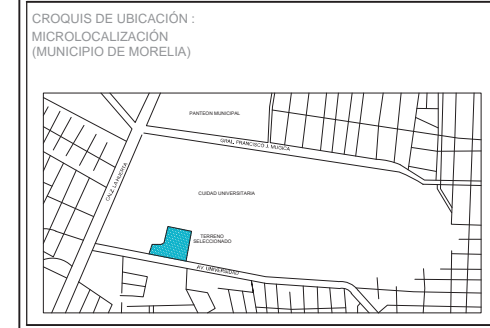 CROQUIS DE UBICACIÓN :
MICROLOCALIZACIÓN
(MUNICIPIO DE MORELIA)
PANTEÓN MUNICIPAL
GRAL. FRANCISCO J. MUGICA
CALZ. LA HUERTA
CUIDAD UNIVERSITARIA
TERRENO
SELECCIONADO
AV. UNIVERSIDAD